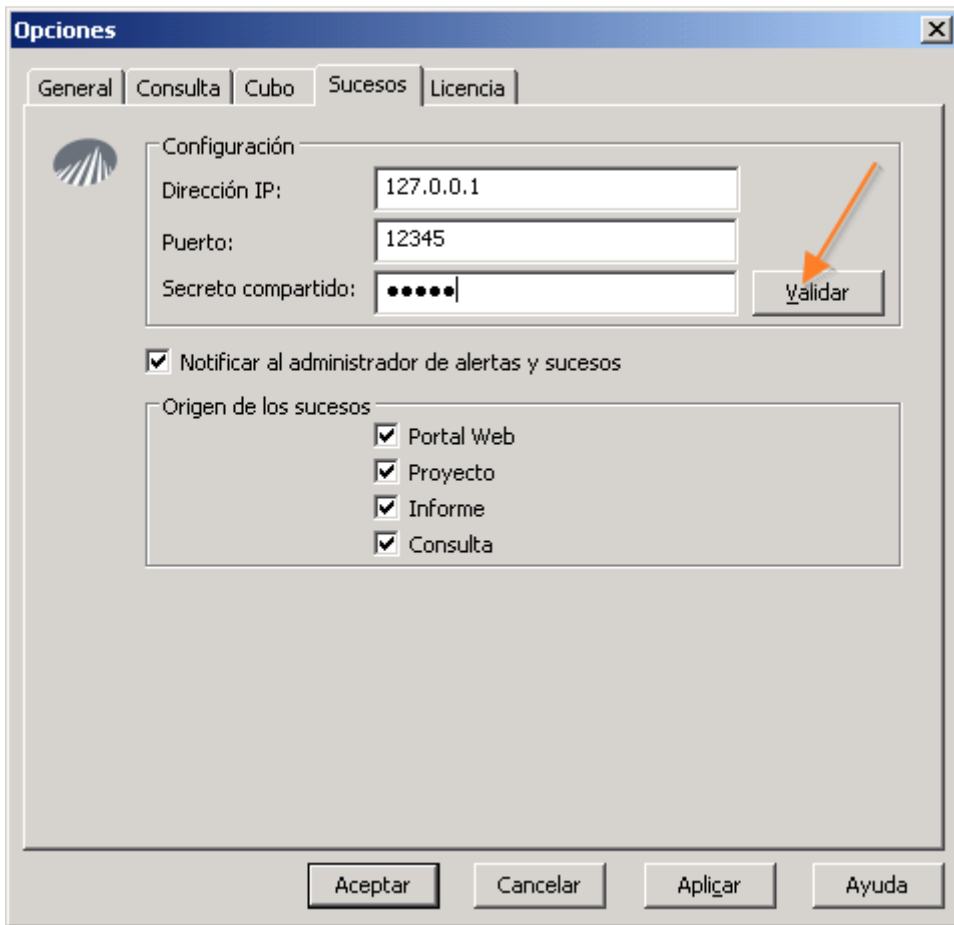 Opciones
General Consulta Cubo Sucesos Licencia
Configuración
Dirección IP: 127.0.0.1
Puerto: 12345
Secreto compartido: ●●●●● Validar
Notificar al administrador de alertas y sucesos
Origen de los sucesos
Portal Web
Proyecto
Informe
Consulta
Aceptar Cancelar Aplicar Ayuda